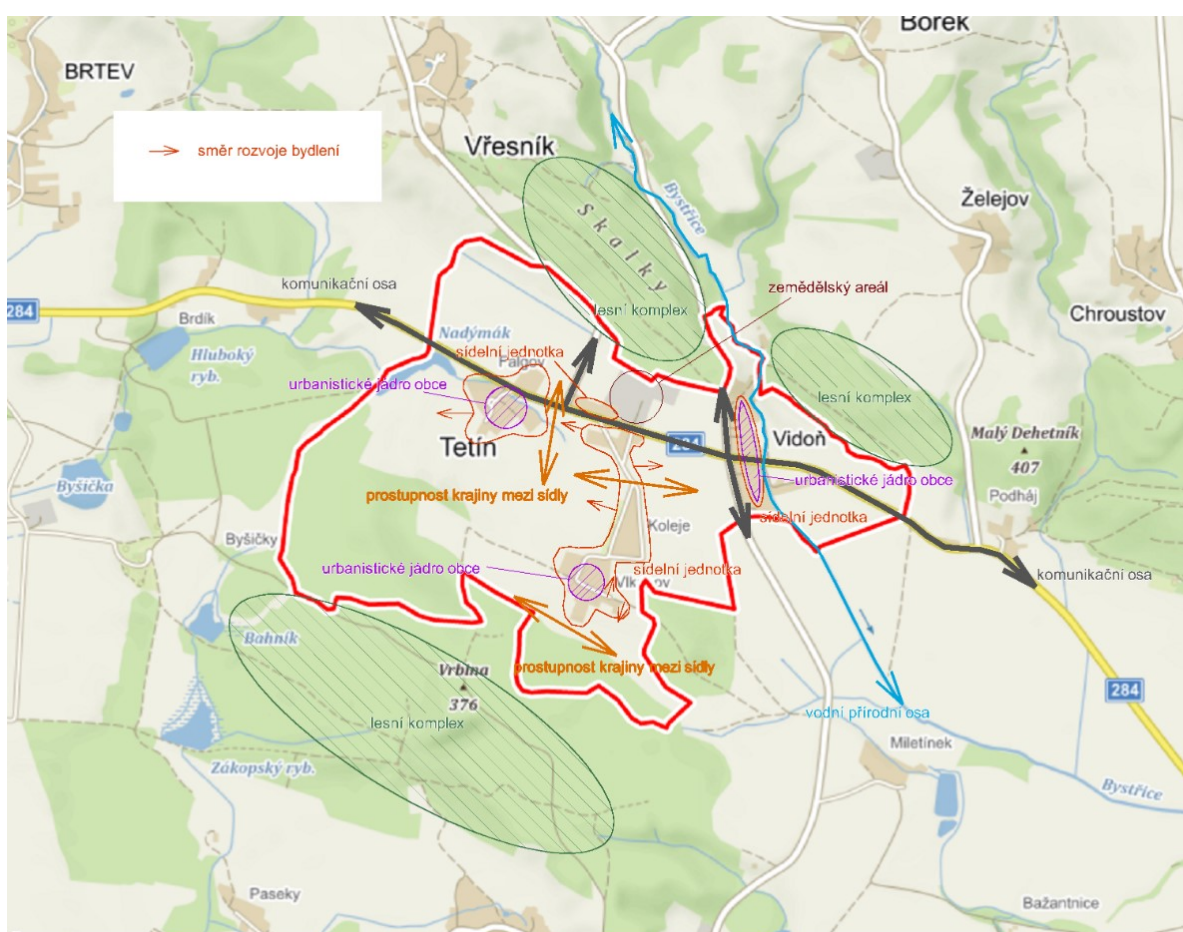 Borek
BRTEV
směr rozvoje bydlení
Vřesník
Skalky
Bystřice
Želejov
komunikační osa
zemědělský areál
284
Brdík
Hluboký
ryb.
Nadýmák
lesní komplex
Chroustov
sídelní jednotka
Palgov
urbanistické jádro obce
lesní komplex
Tetín
284
Vidoň
Malý Dehetník
407
Podháj
Byšička
prostupnost krajiny mezi sídly
urbanistické jádro obce
sídelní jednotka
Koleje
Byšičky
urbanistické jádro obce
sídelní jednotka
komunikační osa
Bahník
Vrbina
376
prostupnost krajiny mezi sídly
284
lesní komplex
vodní přírodní osa
Miletínek
Zákopský ryb.
Bystřice
Paseky
Bažantnice